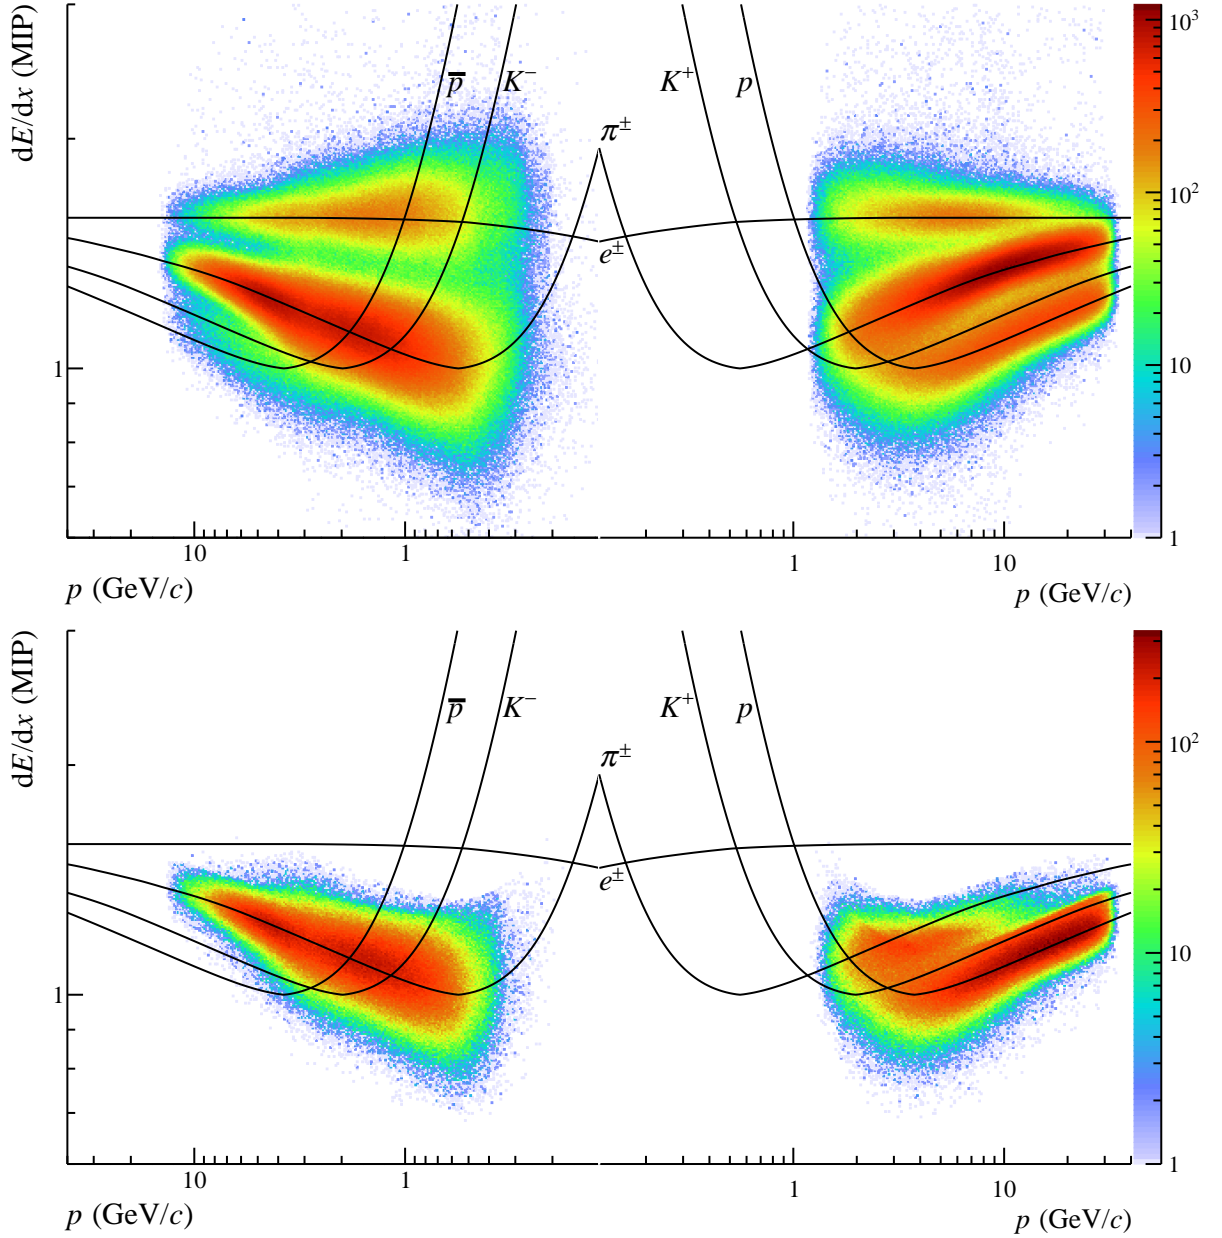 dE/dx (MIP)
p̅ K⁻ K⁺ p
π±
e±
1
10 1 1 10
p (GeV/c) p (GeV/c)
10³
10²
10
1
dE/dx (MIP)
p̅ K⁻ K⁺ p
π±
e±
1
10 1 1 10
p (GeV/c) p (GeV/c)
10²
10
1